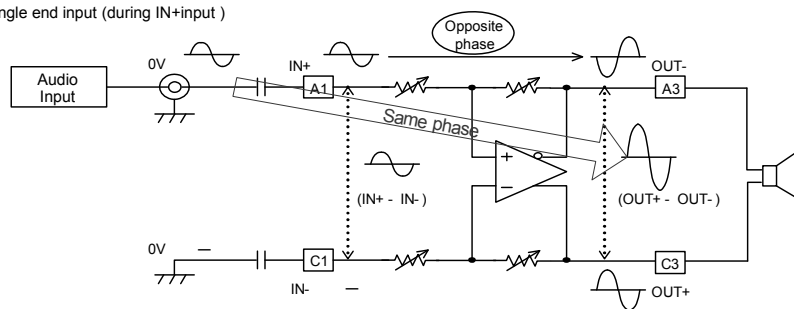 ngle end input (during IN+input )
Opposite
phase
0V
IN+
OUT-
Audio
Input
A1
A3
Same phase
+
(IN+ - IN- )
(OUT+ - OUT- )
−
0V
−
C1
C3
IN-
−
OUT+